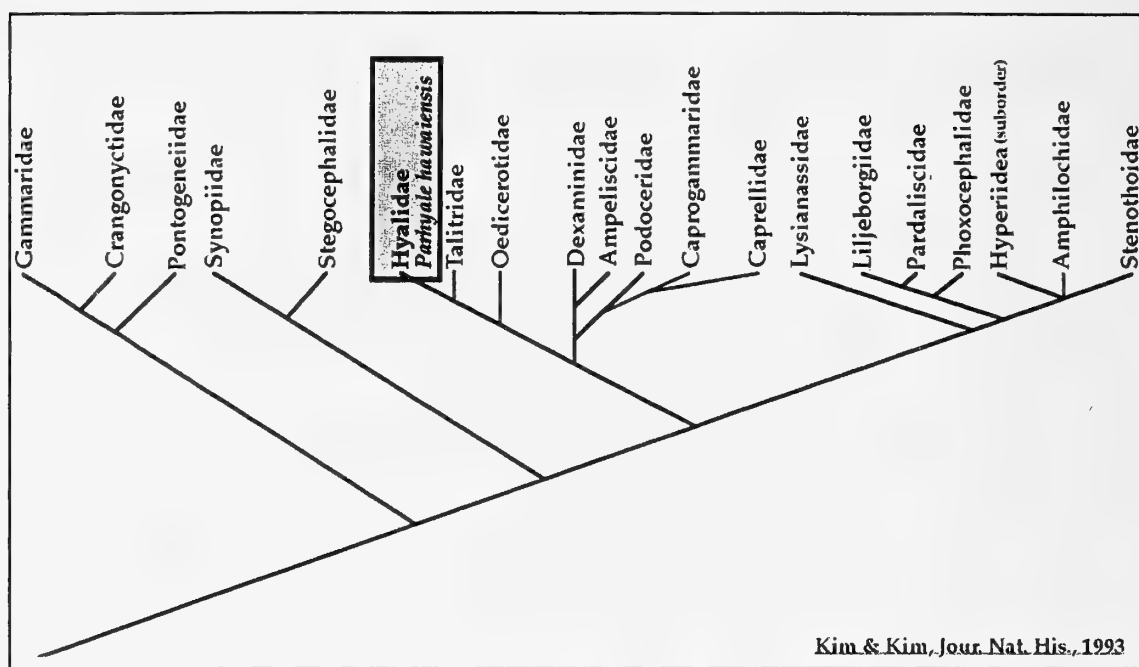 Gammaridae
Crangonyctidae
Pontogeneiidae
Synopiidae
Stegocephalidae
Hyalidae
Parhyale hawaiensis
Talitridae
Oedicerotidae
Dexaminidae
Ampeliscidae
Podoceridae
Caprogammaridae
Caprellidae
Lysianassidae
Liljeborgiidae
Pardaliscidae
Phoxocephalidae
Hyperiidea (suborder)
Amphilochidae
Stenothoidae
Kim & Kim, Jour. Nat. His., 1993